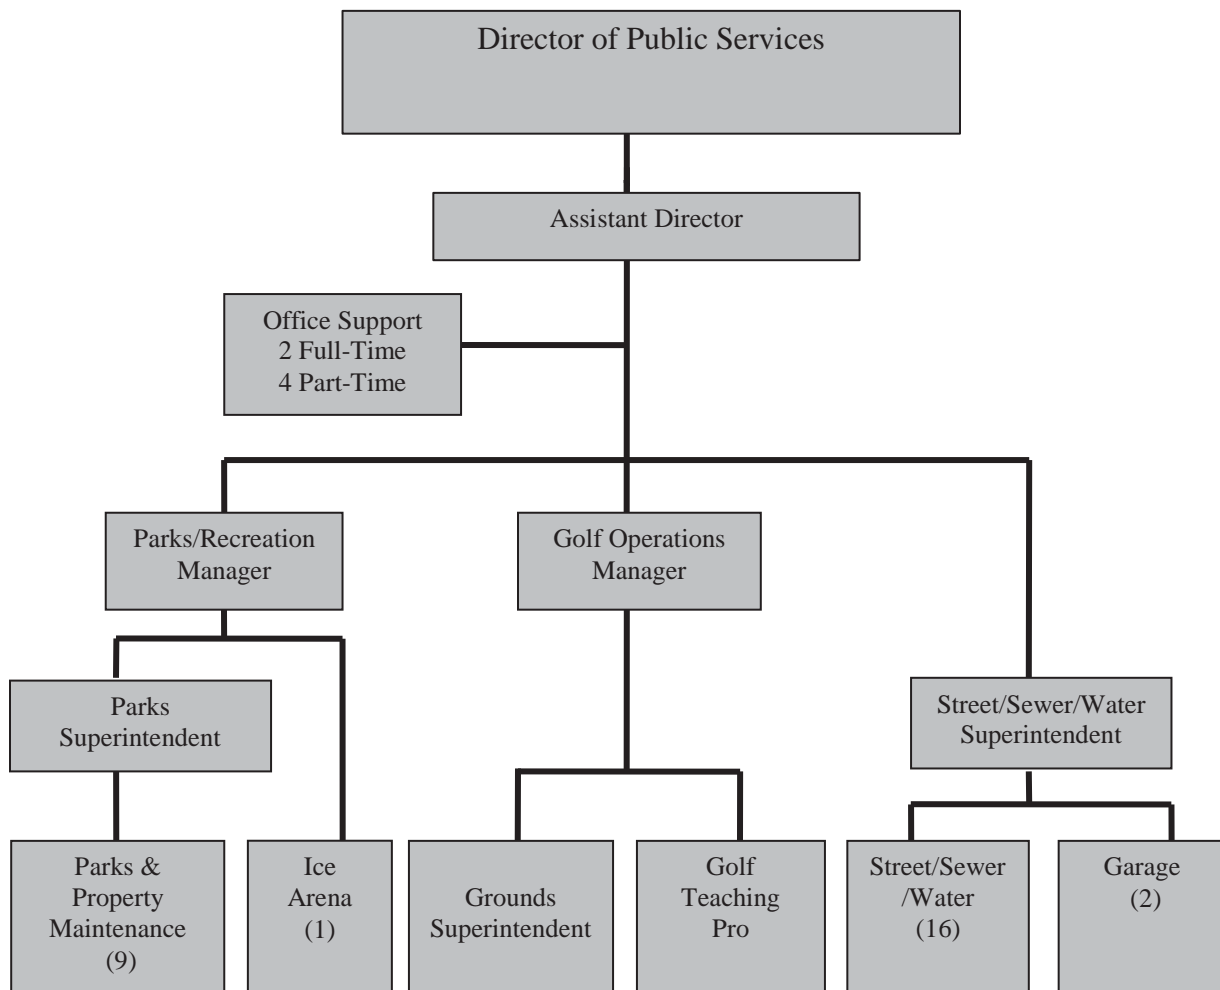 Director of Public Services
Assistant Director
Office Support
2 Full-Time
4 Part-Time
Parks/Recreation
Manager
Golf Operations
Manager
Parks
Superintendent
Street/Sewer/Water
Superintendent
Parks &
Property
Maintenance
(9)
Ice
Arena
(1)
Grounds
Superintendent
Golf
Teaching
Pro
Street/Sewer
/Water
(16)
Garage
(2)